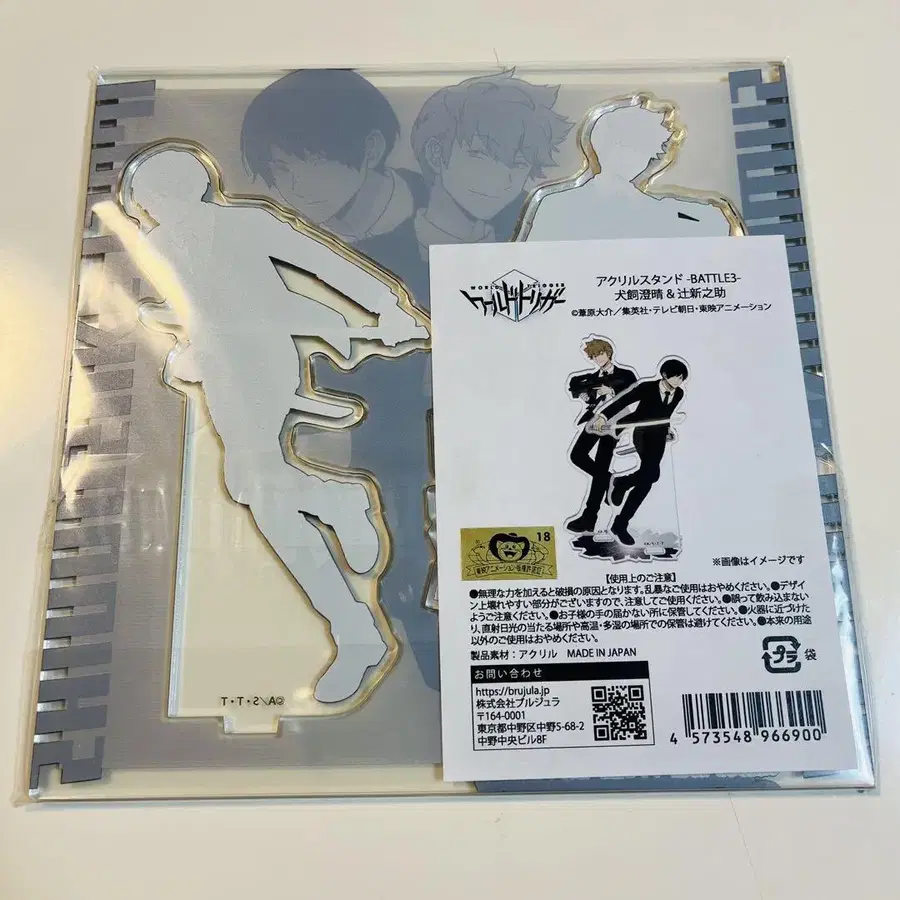 WORLD TRIGGER
ワールドトリガー
アクリルスタンド -BATTLE3-
犬飼澄晴 & 辻新之助
©葦原大介／集英社・テレビ朝日・東映アニメーション
18
※画像はイメージです
【使用上のご注意】
●無理な力を加えると破損の原因となります。乱暴なご使用はおやめください。●デザイン
上壊れやすい部分がございますので、注意してご使用ください。●誤って飲み込まない
ようご注意ください。●お子様の手の届かない所に保管してください。●火器に近づけた
り、直射日光の当たる場所や高温・多湿の場所での保管は避けてください。●本来の用途
以外のご使用はおやめください。
製品素材：アクリル MADE IN JAPAN
プラ 袋
お問い合わせ
https://brujula.jp
株式会社ブルジュラ
〒164-0001
東京都中野区中野5-68-2
中野中央ビル8F
4 573548 966900
©A/S・T・T